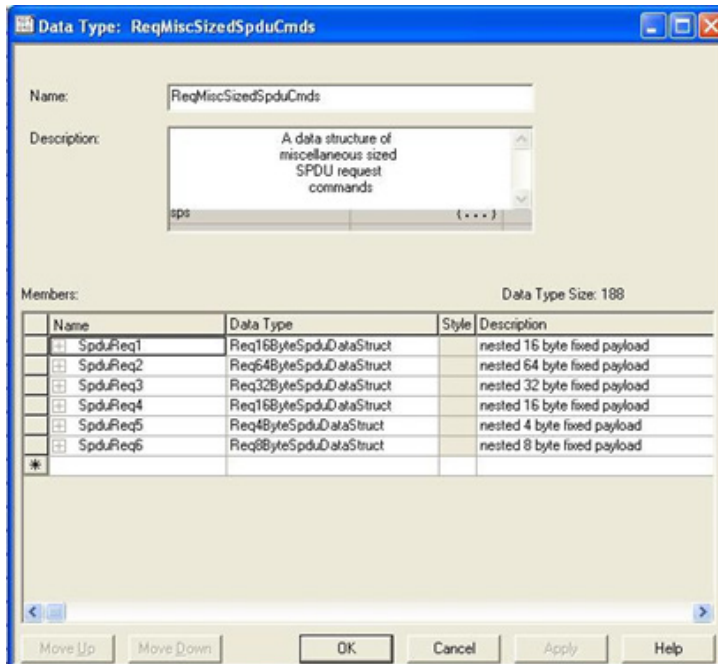 Data Type: ReqMiscSizedSpduCmds
Name: ReqMiscSizedSpduCmds
Description: A data structure of
miscellaneous sized
SPDU request
commands
sps {...}
Members: Data Type Size: 188
Name Data Type Style Description
SpduReq1 Req16ByteSpduDataStruct nested 16 byte fixed payload
SpduReq2 Req64ByteSpduDataStruct nested 64 byte fixed payload
SpduReq3 Req32ByteSpduDataStruct nested 32 byte fixed payload
SpduReq4 Req16ByteSpduDataStruct nested 16 byte fixed payload
SpduReq5 Req4ByteSpduDataStruct nested 4 byte fixed payload
SpduReq6 Req8ByteSpduDataStruct nested 8 byte fixed payload
*
Move Up Move Down OK Cancel Apply Help